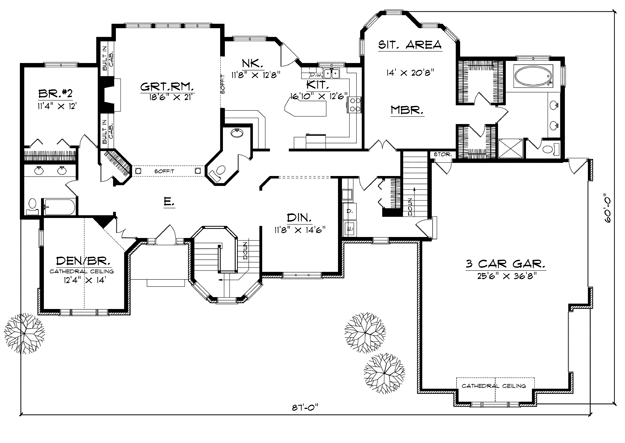 BUILT IN
GRT.RM.
18'6" X 21'
BUILT IN
CAB.
SOFFIT
NK.
11'8" X 12'8"
KIT.
16'10" X 12'6"
SIT. AREA
14' X 20'8"
MBR.
BR. #2
11'4" X 12'
SOFFIT
E.
DOWN
DIN.
11'8" X 14'6"
STOR.
DOWN
DEN/BR.
CATHEDRAL CEILING
12'4" X 14'
3 CAR GAR.
25'6" X 36'8"
CATHEDRAL CEILING
60'-0"
87'-0"